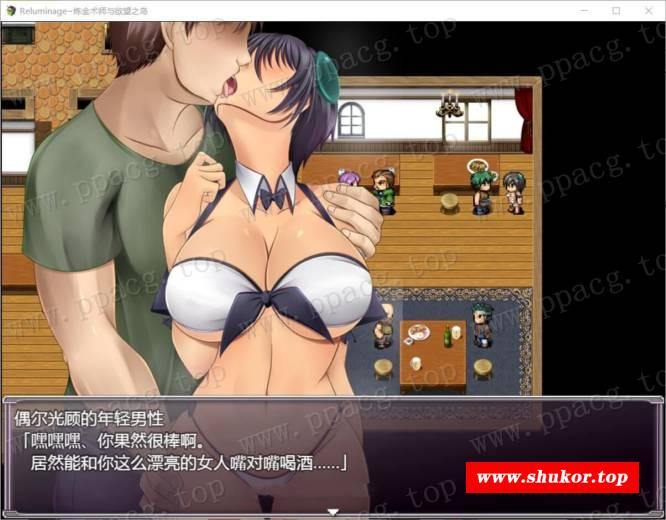 Reluminage~炼金术师与欲望之岛
www.ppacg.top
偶尔光顾的年轻男性
「嘿嘿嘿、你果然很棒啊。
居然能和你这么漂亮的女人嘴对嘴喝酒……」
www.shukor.top